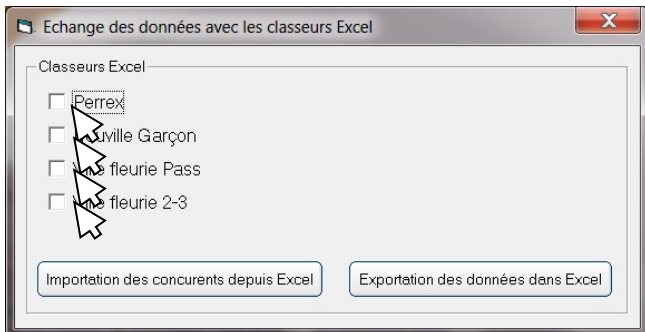 Echange des données avec les classeurs Excel
Classeurs Excel
Perrex
Garçon
fleurie Pass
fleurie 2-3
Importation des concurents depuis Excel
Exportation des données dans Excel